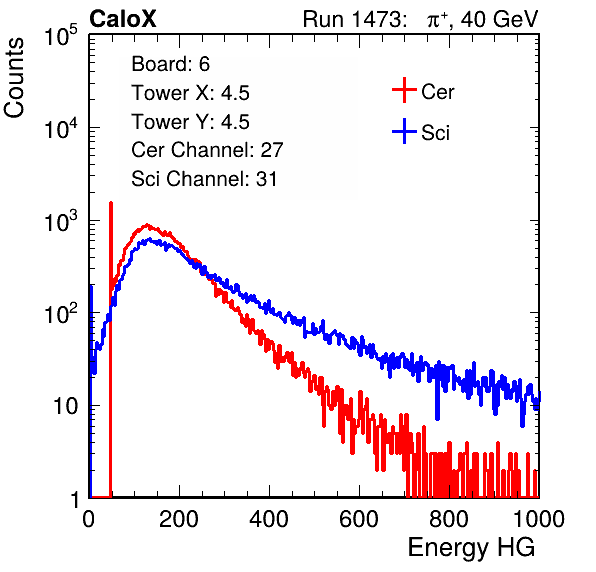 CaloX Run 1473: π⁺, 40 GeV
Counts
Board: 6
Tower X: 4.5
Tower Y: 4.5
Cer Channel: 27
Sci Channel: 31
Cer
Sci
10⁵
10⁴
10³
10²
10
1
0 200 400 600 800 1000
Energy HG